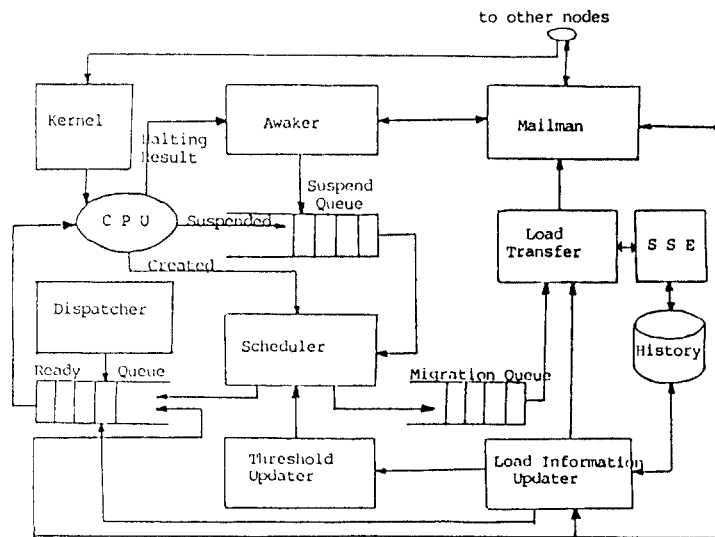 to other nodes
Kernel
Awaker
Mailman
Halting
Result
Suspend
Queue
C P U
Suspended
Load
Transfer
S S E
Created
Dispatcher
Scheduler
History
Ready Queue
Migration Queue
Threshold
Updater
Load Information
Updater